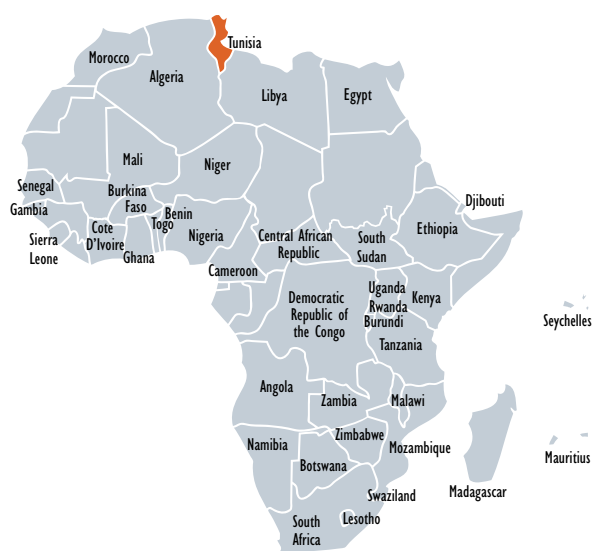 Tunisia
Morocco
Algeria
Libya
Egypt
Mali
Niger
Senegal
Burkina
Faso
Djibouti
Gambia
Benin
Togo
Cote
D'Ivoire
Nigeria
Central African
Republic
South
Sudan
Ethiopia
Sierra
Leone
Ghana
Cameroon
Uganda
Rwanda
Burundi
Kenya
Democratic
Republic of
the Congo
Seychelles
Tanzania
Angola
Zambia
Malawi
Namibia
Zimbabwe
Mozambique
Mauritius
Botswana
Swaziland
Madagascar
South
Africa
Lesotho